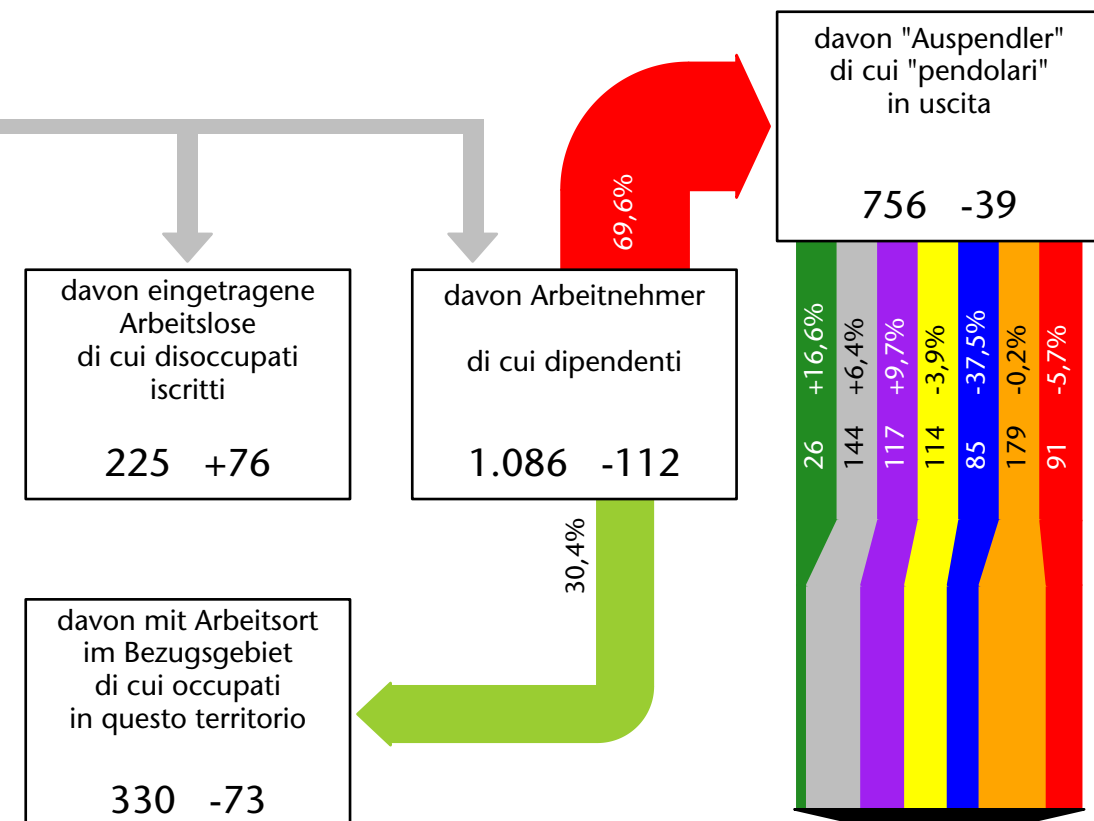 davon "Auspendler"
di cui "pendolari"
in uscita
756 -39
69,6%
davon eingetragene
Arbeitslose
di cui disoccupati
iscritti
225 +76
davon Arbeitnehmer
di cui dipendenti
1.086 -112
26 +16,6%
144 +6,4%
117 +9,7%
114 -3,9%
85 -37,5%
179 -0,2%
91 -5,7%
30,4%
davon mit Arbeitsort
im Bezugsgebiet
di cui occupati
in questo territorio
330 -73